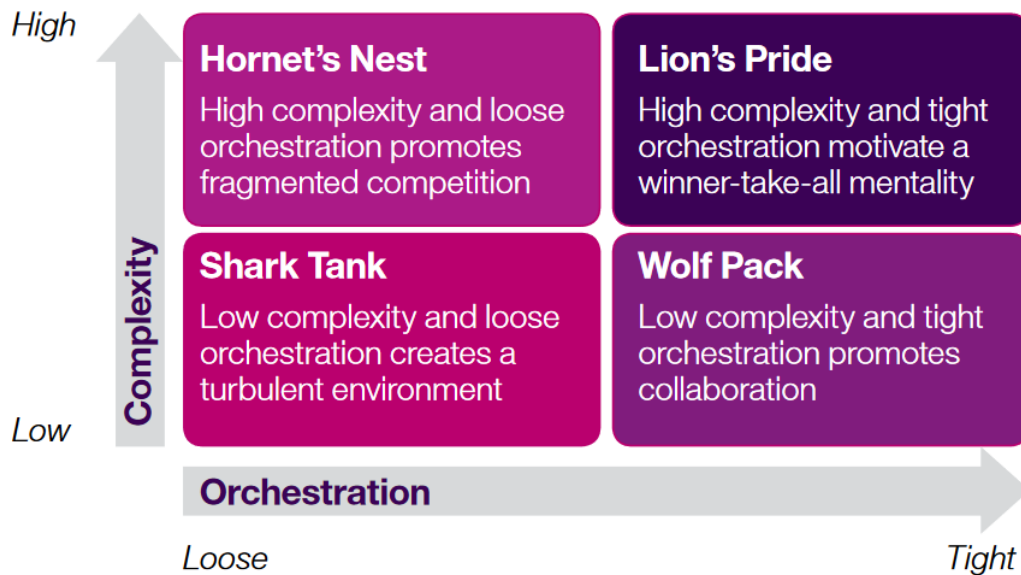 High
Hornet's Nest
High complexity and loose
orchestration promotes
fragmented competition
Lion's Pride
High complexity and tight
orchestration motivate a
winner-take-all mentality
Complexity
Shark Tank
Low complexity and loose
orchestration creates a
turbulent environment
Wolf Pack
Low complexity and tight
orchestration promotes
collaboration
Low
Orchestration
Loose
Tight